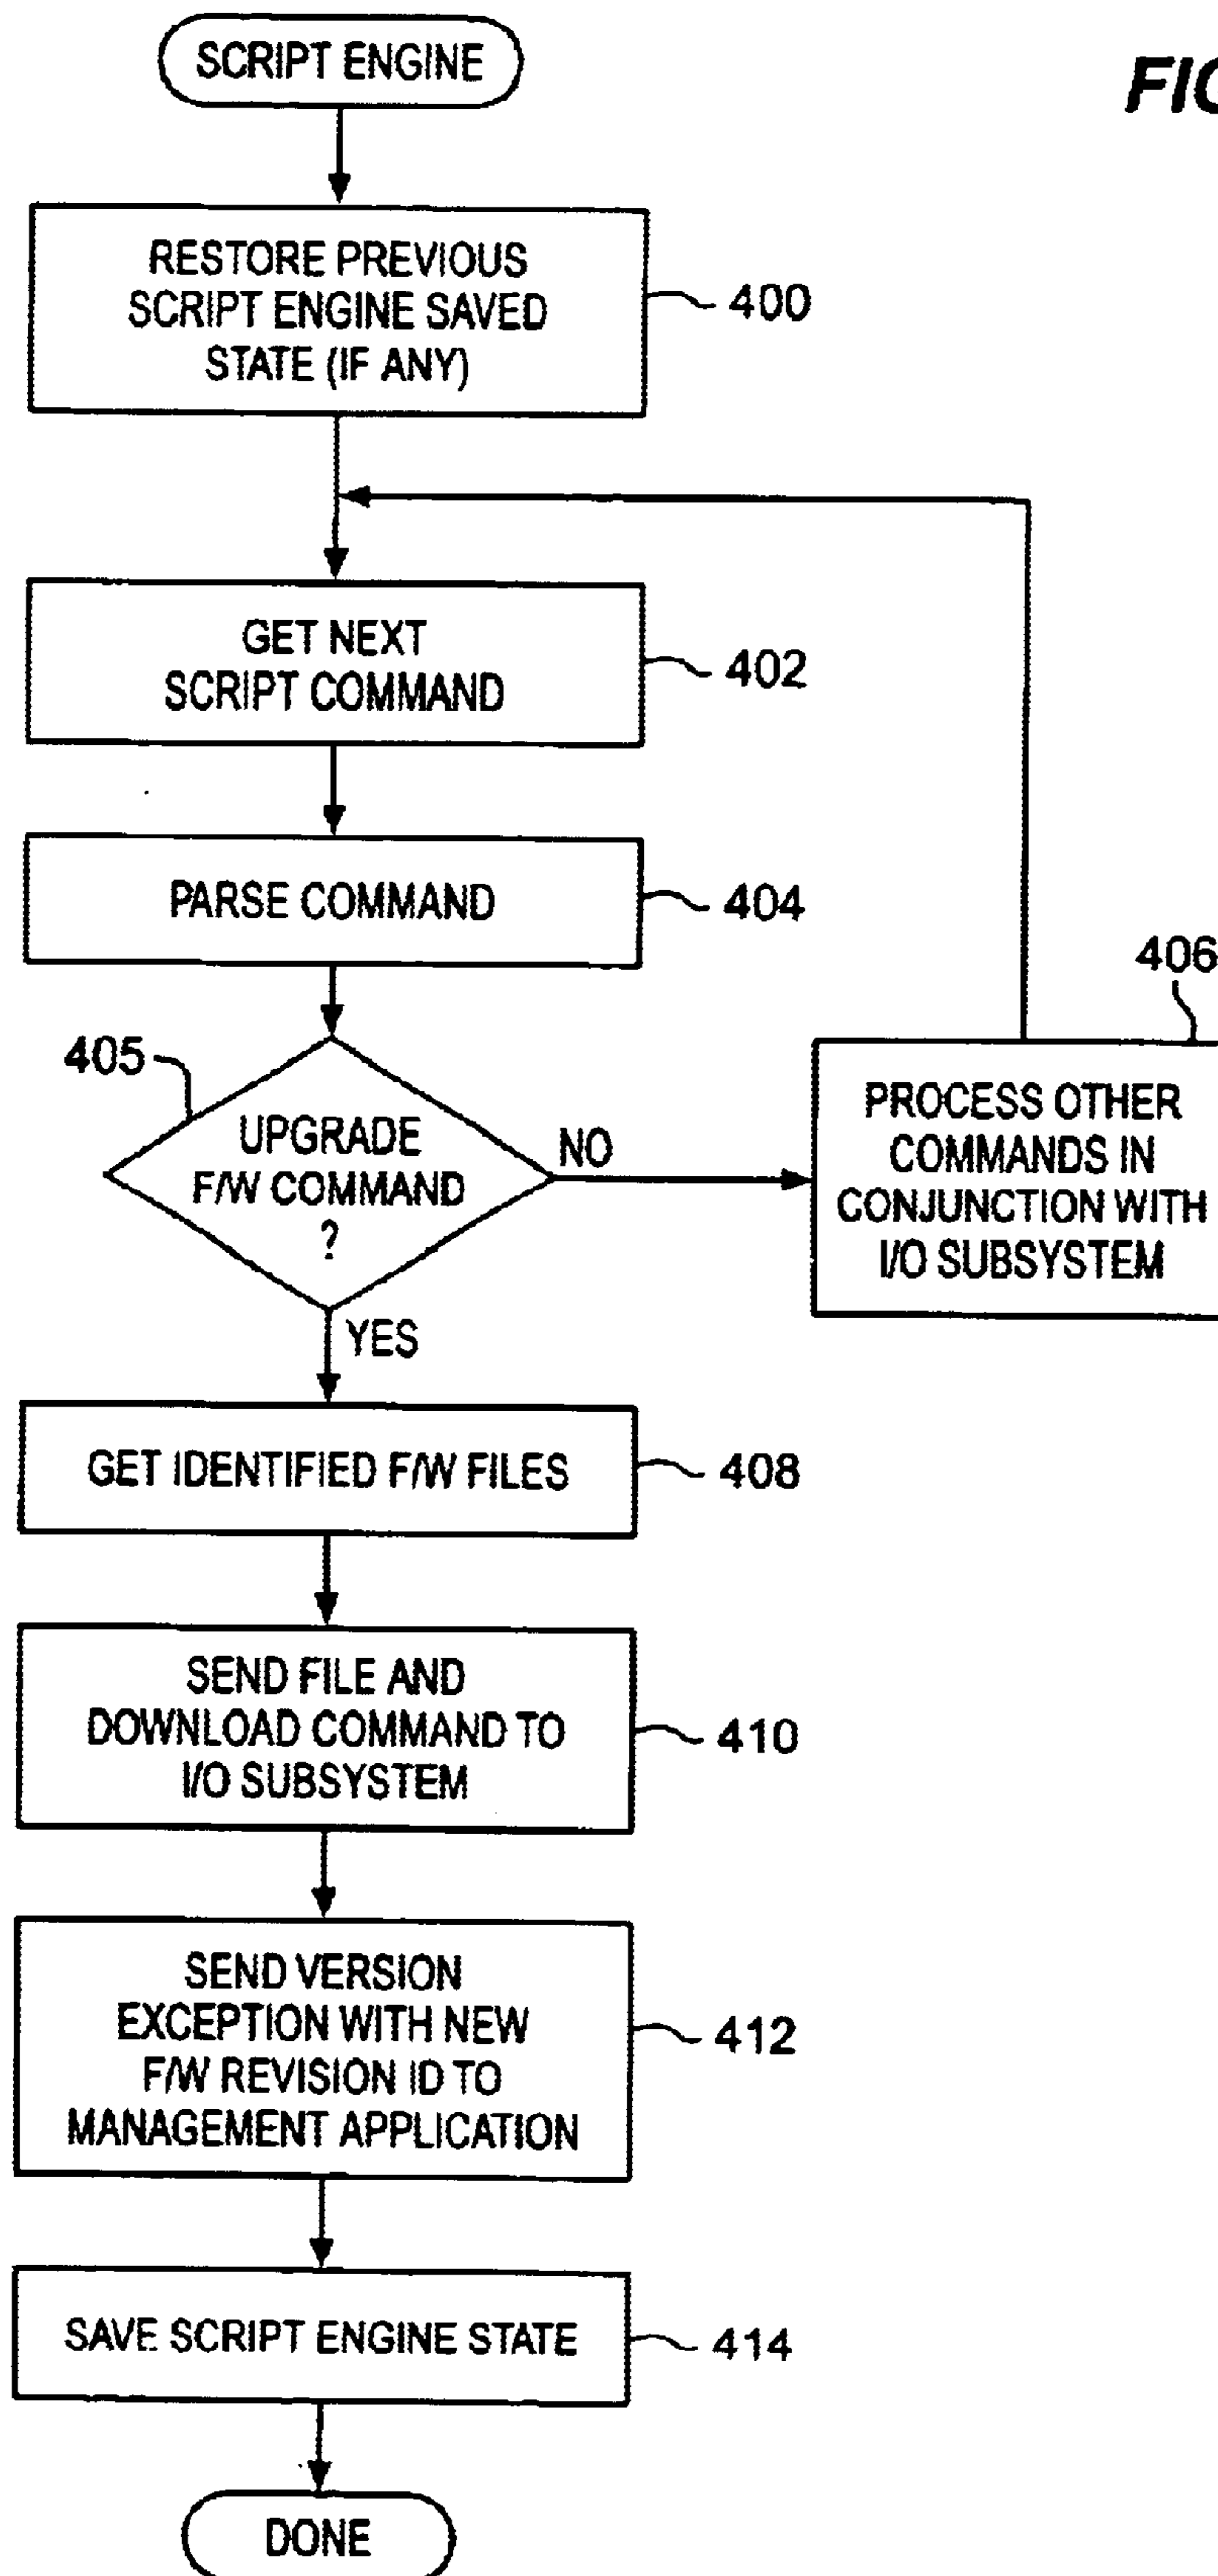 SCRIPT ENGINE
FIG
RESTORE PREVIOUS
SCRIPT ENGINE SAVED
STATE (IF ANY)
400
GET NEXT
SCRIPT COMMAND
402
PARSE COMMAND
404
406
405
UPGRADE
F/W COMMAND
?
NO
PROCESS OTHER
COMMANDS IN
CONJUNCTION WITH
I/O SUBSYSTEM
YES
GET IDENTIFIED F/W FILES
408
SEND FILE AND
DOWNLOAD COMMAND TO
I/O SUBSYSTEM
410
SEND VERSION
EXCEPTION WITH NEW
F/W REVISION ID TO
MANAGEMENT APPLICATION
412
SAVE SCRIPT ENGINE STATE
414
DONE